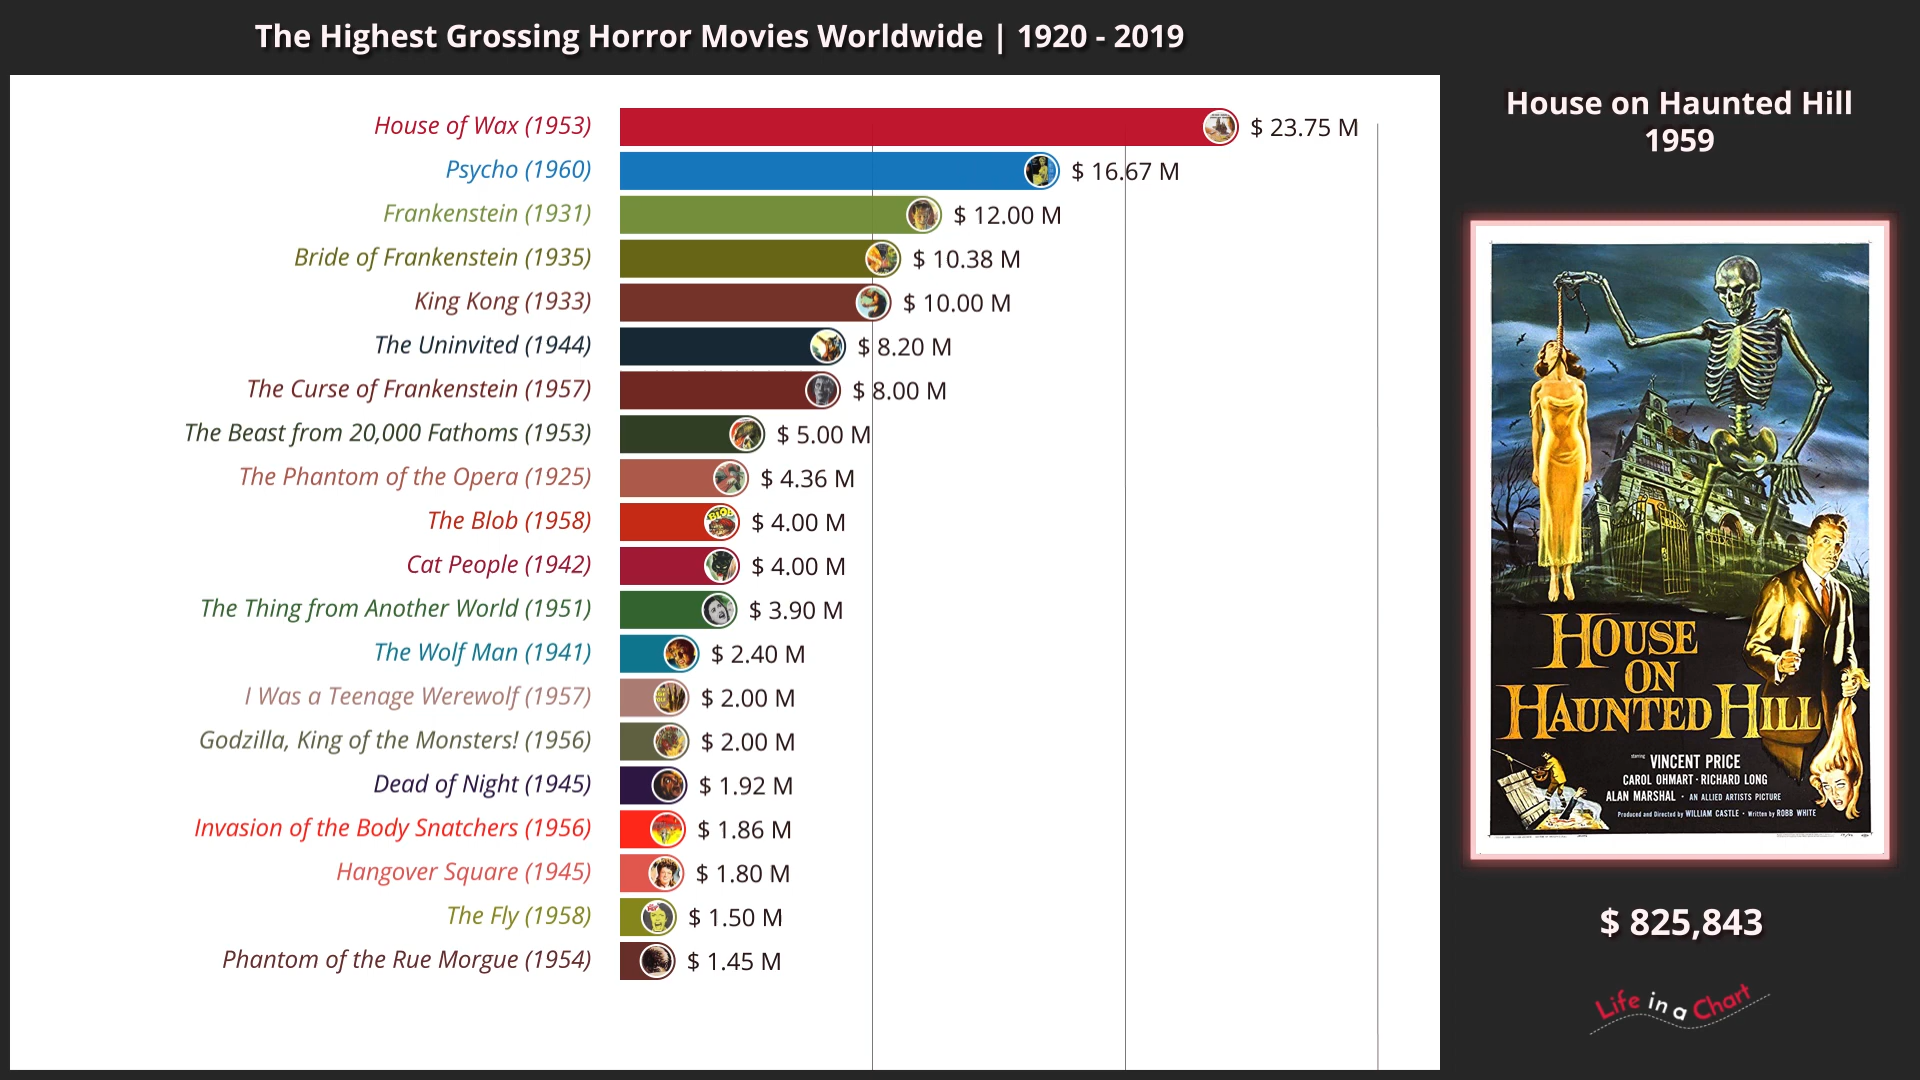 The Highest Grossing Horror Movies Worldwide | 1920 - 2019
House of Wax (1953) $ 23.75 M
Psycho (1960) $ 16.67 M
Frankenstein (1931) $ 12.00 M
Bride of Frankenstein (1935) $ 10.38 M
King Kong (1933) $ 10.00 M
The Uninvited (1944) $ 8.20 M
The Curse of Frankenstein (1957) $ 8.00 M
The Beast from 20,000 Fathoms (1953) $ 5.00 M
The Phantom of the Opera (1925) $ 4.36 M
The Blob (1958) $ 4.00 M
Cat People (1942) $ 4.00 M
The Thing from Another World (1951) $ 3.90 M
The Wolf Man (1941) $ 2.40 M
I Was a Teenage Werewolf (1957) $ 2.00 M
Godzilla, King of the Monsters! (1956) $ 2.00 M
Dead of Night (1945) $ 1.92 M
Invasion of the Body Snatchers (1956) $ 1.86 M
Hangover Square (1945) $ 1.80 M
The Fly (1958) $ 1.50 M
Phantom of the Rue Morgue (1954) $ 1.45 M
House on Haunted Hill
1959
HOUSE
ON
HAUNTED HILL
starring VINCENT PRICE
CAROL OHMART · RICHARD LONG
ALAN MARSHAL · AN ALLIED ARTISTS PICTURE
Produced and Directed by WILLIAM CASTLE · Written by ROBB WHITE
$ 825,843
Life in a Chart